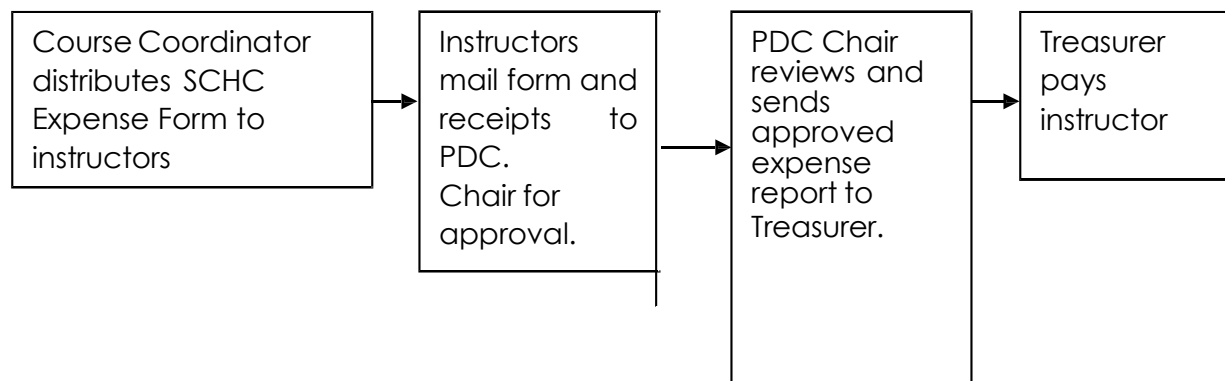 Course Coordinator
distributes SCHC
Expense Form to
instructors
Instructors
mail form and
receipts to
PDC.
Chair for
approval.
PDC Chair
reviews and
sends
approved
expense
report to
Treasurer.
Treasurer
pays
instructor